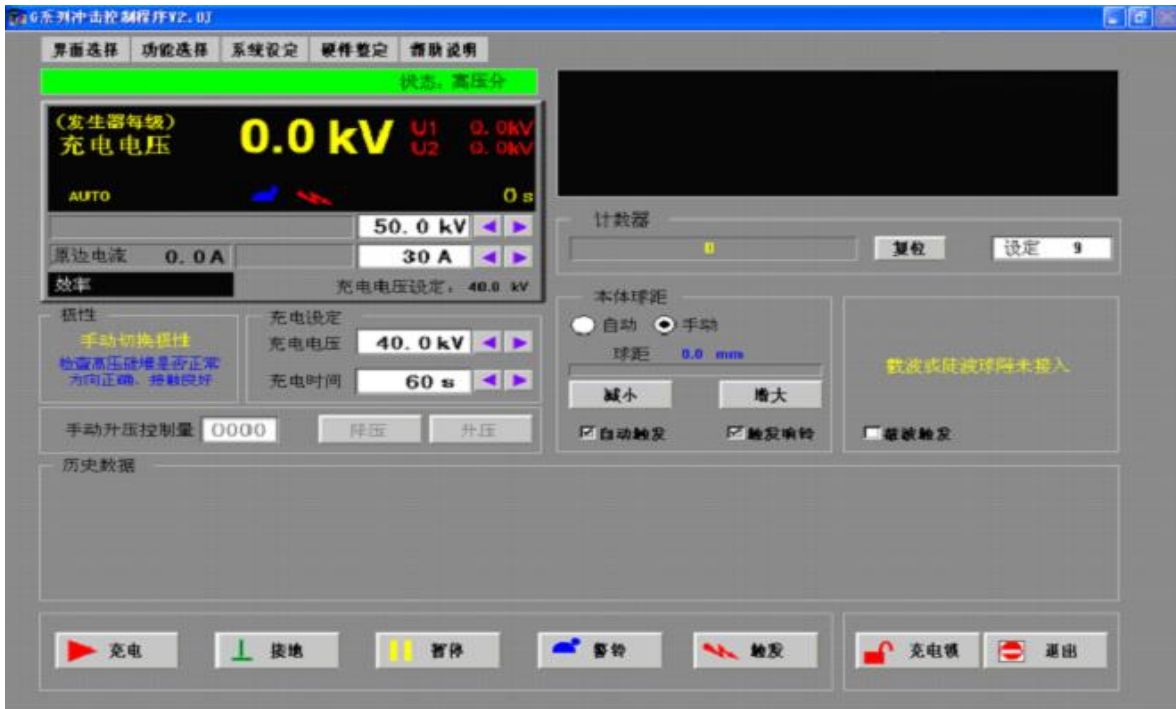 G系列冲击控制程序V2.0J
界面选择 功能选择 系统设定 硬件整定 帮助说明
状态：高压分
(发生器每级)
充电电压 0.0 kV U1 0.0kV
U2 0.0kV
AUTO 0 s
50.0 kV
原边电流 0.0A 30 A
效率 充电电压设定： 40.0 kV
极性
手动切换极性
检查高压硅堆是否正常
方向正确、接触良好
充电设定
充电电压 40.0 kV
充电时间 60 s
手动升压控制量 0000 降压 升压
计数器
0 复位 设定 9
本体球距
自动 手动
球距 0.0 mm
减小 增大
自动触发 触发响铃
截波或陡波球隙未接入
截波触发
历史数据
充电 接地 暂停 警铃 触发 充电锁 退出